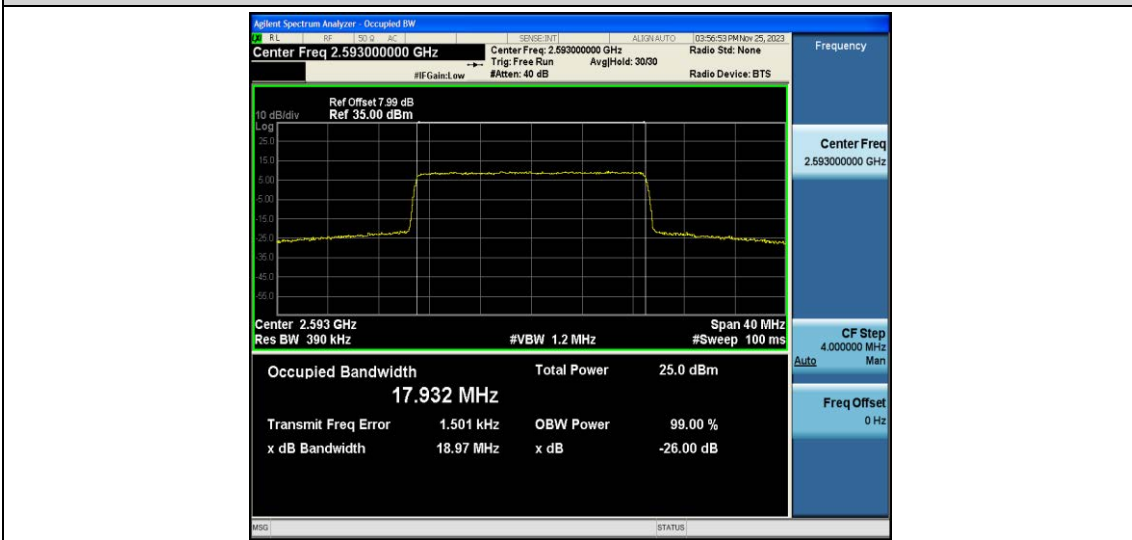 Agilent Spectrum Analyzer - Occupied BW
RL RF 50 Ω AC SENSE:INT ALIGN AUTO 03:56:53 PM Nov 25, 2023
Center Freq 2.593000000 GHz
Center Freq: 2.593000000 GHz
Radio Std: None
Trig: Free Run Avg|Hold: 30/30
#IFGain:Low #Atten: 40 dB Radio Device: BTS
Ref Offset 7.99 dB
10 dB/div Ref 35.00 dBm
Log
25.0
15.0
5.00
-5.00
-15.0
-25.0
-35.0
-45.0
-55.0
Center 2.593 GHz Span 40 MHz
Res BW 390 kHz #VBW 1.2 MHz #Sweep 100 ms
Occupied Bandwidth Total Power 25.0 dBm
17.932 MHz
Transmit Freq Error 1.501 kHz OBW Power 99.00 %
x dB Bandwidth 18.97 MHz x dB -26.00 dB
MSG STATUS
Frequency
Center Freq
2.593000000 GHz
CF Step
4.000000 MHz
Auto Man
Freq Offset
0 Hz